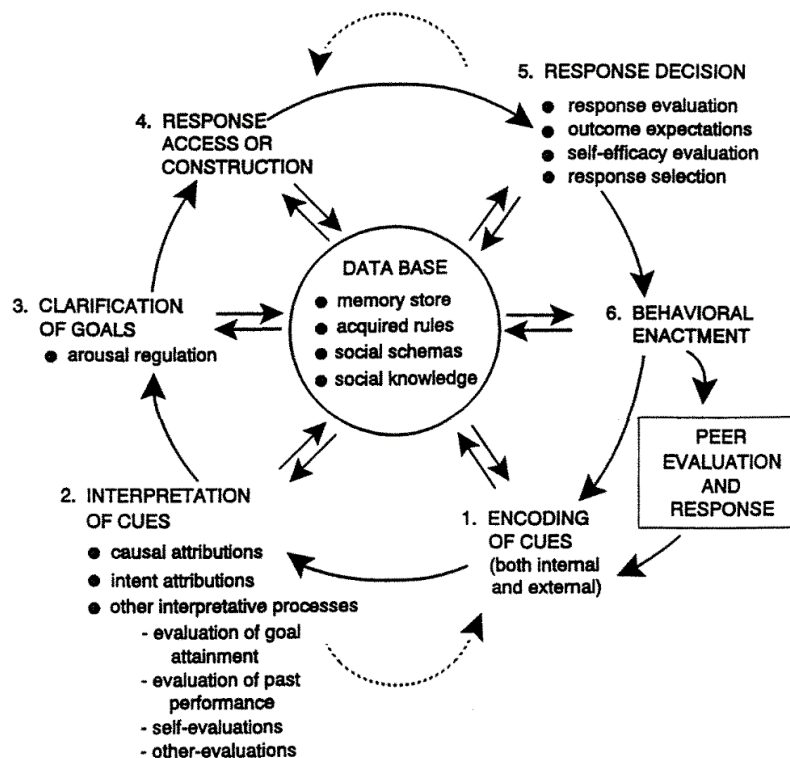 5. RESPONSE DECISION
● response evaluation
● outcome expectations
● self-efficacy evaluation
● response selection
4. RESPONSE
ACCESS OR
CONSTRUCTION
DATA BASE
● memory store
● acquired rules
● social schemas
● social knowledge
3. CLARIFICATION
OF GOALS
● arousal regulation
6. BEHAVIORAL
ENACTMENT
PEER
EVALUATION
AND
RESPONSE
2. INTERPRETATION
OF CUES
● causal attributions
● intent attributions
● other interpretative processes
- evaluation of goal
attainment
- evaluation of past
performance
- self-evaluations
- other-evaluations
1. ENCODING
OF CUES
(both internal
and external)